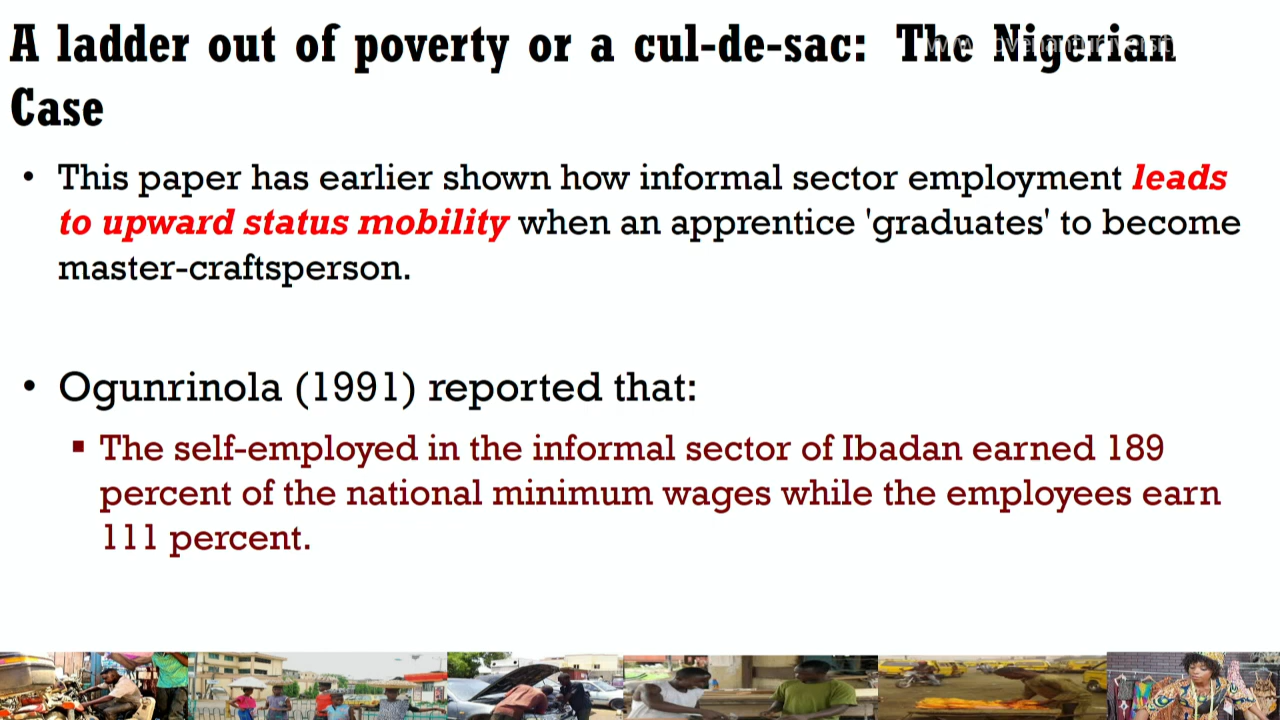 A ladder out of poverty or a cul-de-sac: The Nigerian
Case
• This paper has earlier shown how informal sector employment leads
to upward status mobility when an apprentice 'graduates' to become
master-craftsperson.
• Ogunrinola (1991) reported that:
▪ The self-employed in the informal sector of Ibadan earned 189
percent of the national minimum wages while the employees earn
111 percent.